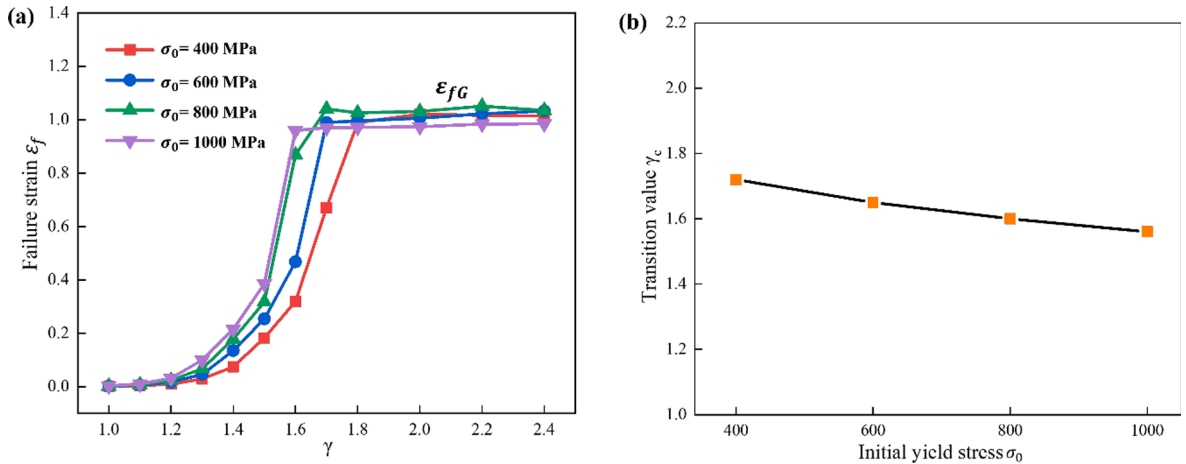 (a)
1.4
1.2
1.0
0.8
0.6
0.4
0.2
0.0
Failure strain εf
σ0= 400 MPa
σ0= 600 MPa
σ0= 800 MPa
σ0= 1000 MPa
εfG
1.0 1.2 1.4 1.6 1.8 2.0 2.2 2.4
γ
(b)
2.2
2.0
1.8
1.6
1.4
1.2
1.0
Transition value γc
400 600 800 1000
Initial yield stress σ0